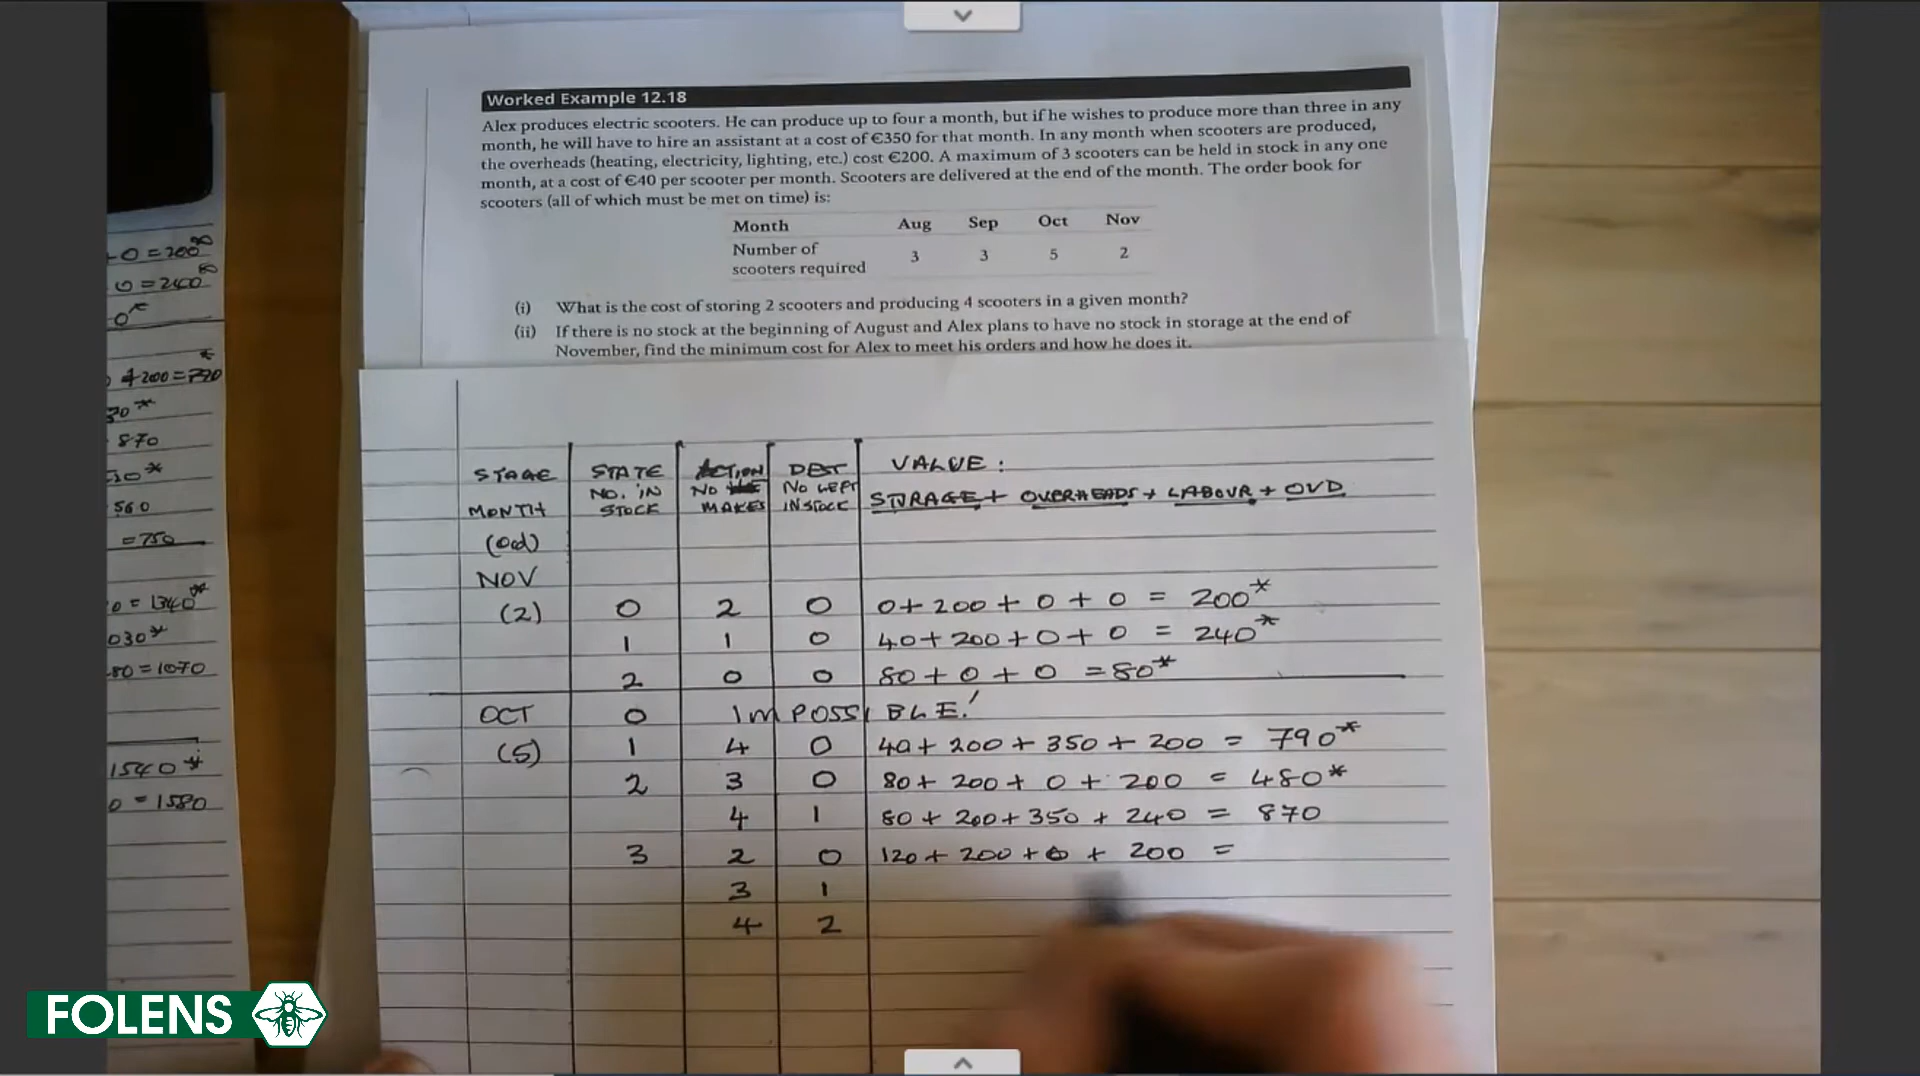 Worked Example 12.18
Alex produces electric scooters. He can produce up to four a month, but if he wishes to produce more than three in any
month, he will have to hire an assistant at a cost of €350 for that month. In any month when scooters are produced,
the overheads (heating, electricity, lighting, etc.) cost €200. A maximum of 3 scooters can be held in stock in any one
month, at a cost of €40 per scooter per month. Scooters are delivered at the end of the month. The order book for
scooters (all of which must be met on time) is:
Month Aug Sep Oct Nov
Number of
scooters required 3 3 5 2
(i) What is the cost of storing 2 scooters and producing 4 scooters in a given month?
(ii) If there is no stock at the beginning of August and Alex plans to have no stock in storage at the end of
November, find the minimum cost for Alex to meet his orders and how he does it.
STAGE STATE ACTION DEST VALUE:
MONTH NO. IN STOCK NO MAKES NO LEFT IN STOCK STORAGE + OVERHEADS + LABOUR + OVD
(Od)
NOV
(2) 0 2 0 0 + 200 + 0 + 0 = 200*
1 1 0 40 + 200 + 0 + 0 = 240*
2 0 0 80 + 0 + 0 = 80*
OCT 0 IMPOSSIBLE!
(5) 1 4 0 40 + 200 + 350 + 200 = 790*
2 3 0 80 + 200 + 0 + 200 = 480*
4 1 80 + 200 + 350 + 240 = 870
3 2 0 120 + 200 + 0 + 200 =
3 1
4 2
0 = 200
0 = 240
+ 200 = 790
870
560
= 750
0 = 1340*
030*
80 = 1070
1540*
0 = 1580
FOLENS